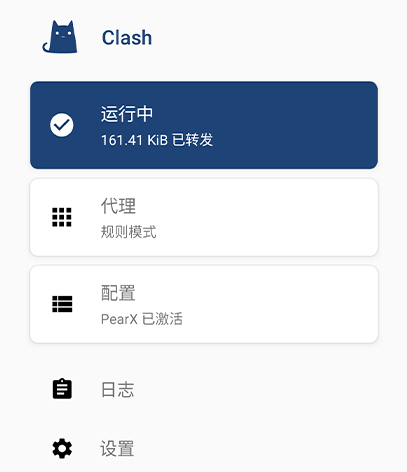 Clash
运行中
161.41 KiB 已转发
代理
规则模式
配置
PearX 已激活
日志
设置